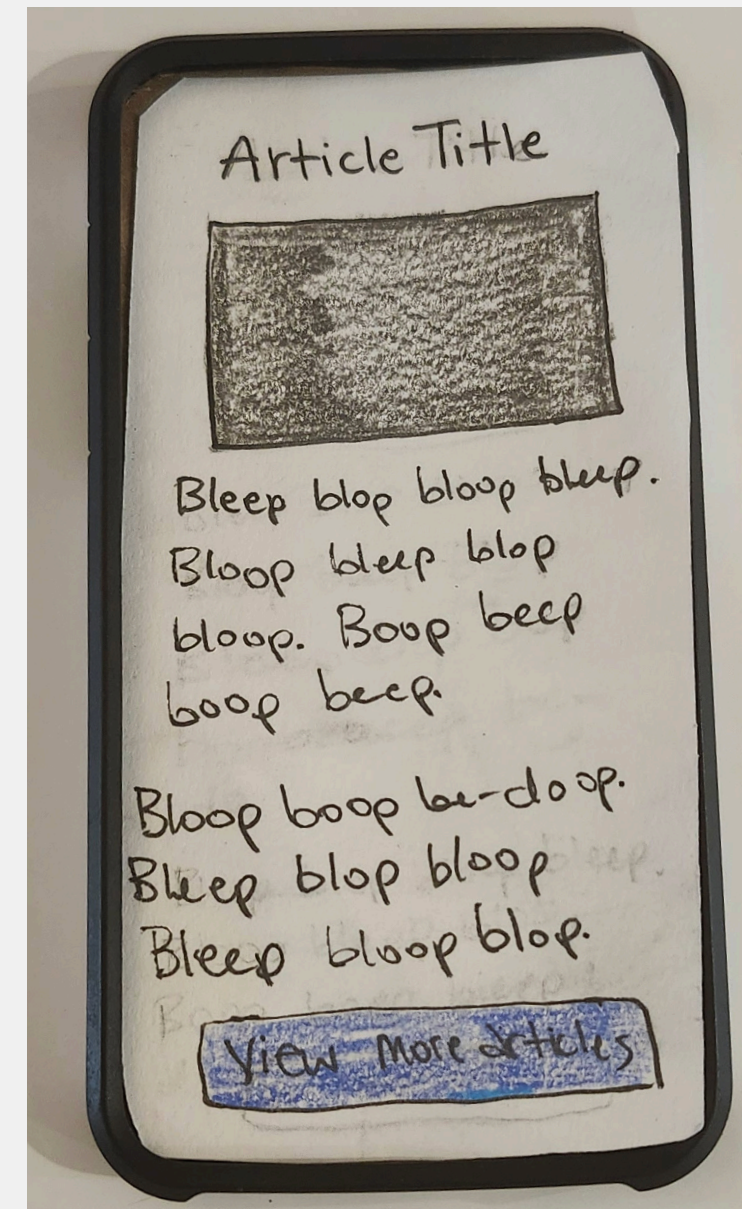 Article Title
Bleep blop bloop bleep.
Bloop bleep blop
bloop. Boop beep
boop beep.
Bloop boop be-doop.
Bleep blop bloop
Bleep bloop blop.
View more articles